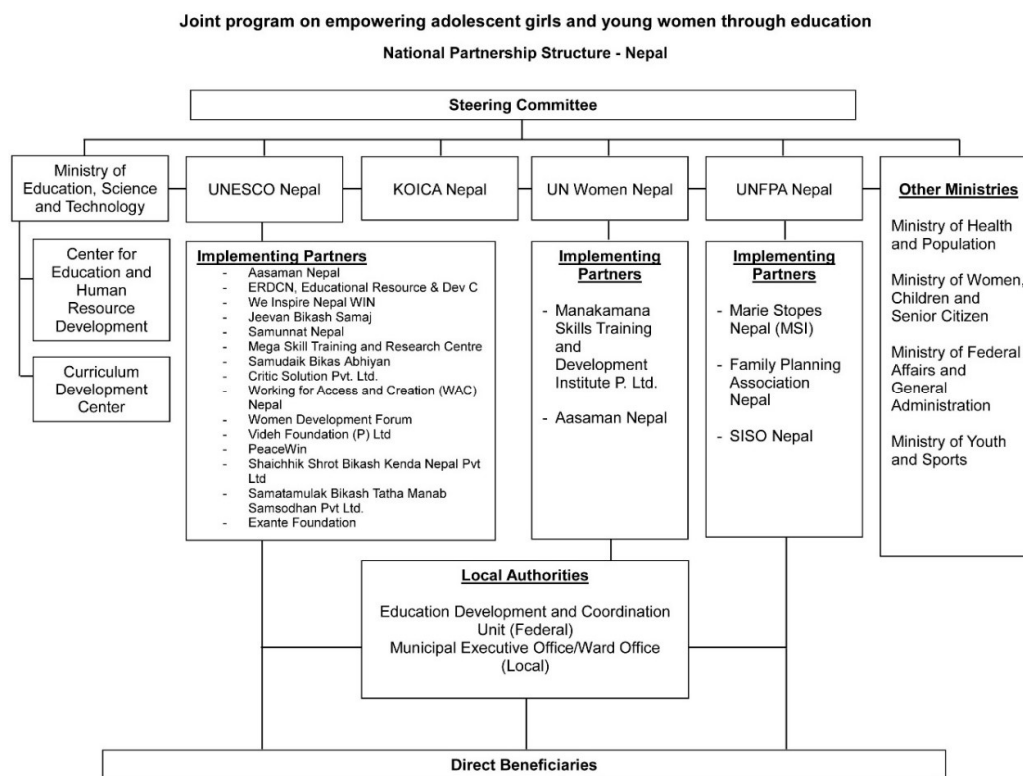 Joint program on empowering adolescent girls and young women through education
National Partnership Structure - Nepal
Steering Committee
Ministry of
Education, Science
and Technology
UNESCO Nepal
KOICA Nepal
UN Women Nepal
UNFPA Nepal
Other Ministries
Ministry of Health
and Population
Ministry of Women,
Children and
Senior Citizen
Ministry of Federal
Affairs and
General
Administration
Ministry of Youth
and Sports
Center for
Education and
Human
Resource
Development
Curriculum
Development
Center
Implementing Partners
- Aasaman Nepal
- ERDCN, Educational Resource & Dev C
- We Inspire Nepal WIN
- Jeevan Bikash Samaj
- Samunnat Nepal
- Mega Skill Training and Research Centre
- Samudaik Bikas Abhiyan
- Critic Solution Pvt. Ltd.
- Working for Access and Creation (WAC)
Nepal
- Women Development Forum
- Videh Foundation (P) Ltd
- PeaceWin
- Shaichhik Shrot Bikash Kenda Nepal Pvt
Ltd
- Samatamulak Bikash Tatha Manab
Samsodhan Pvt Ltd.
- Exante Foundation
Implementing
Partners
- Manakamana
Skills Training
and
Development
Institute P. Ltd.
- Aasaman Nepal
Implementing
Partners
- Marie Stopes
Nepal (MSI)
- Family Planning
Association
Nepal
- SISO Nepal
Local Authorities
Education Development and Coordination
Unit (Federal)
Municipal Executive Office/Ward Office
(Local)
Direct Beneficiaries